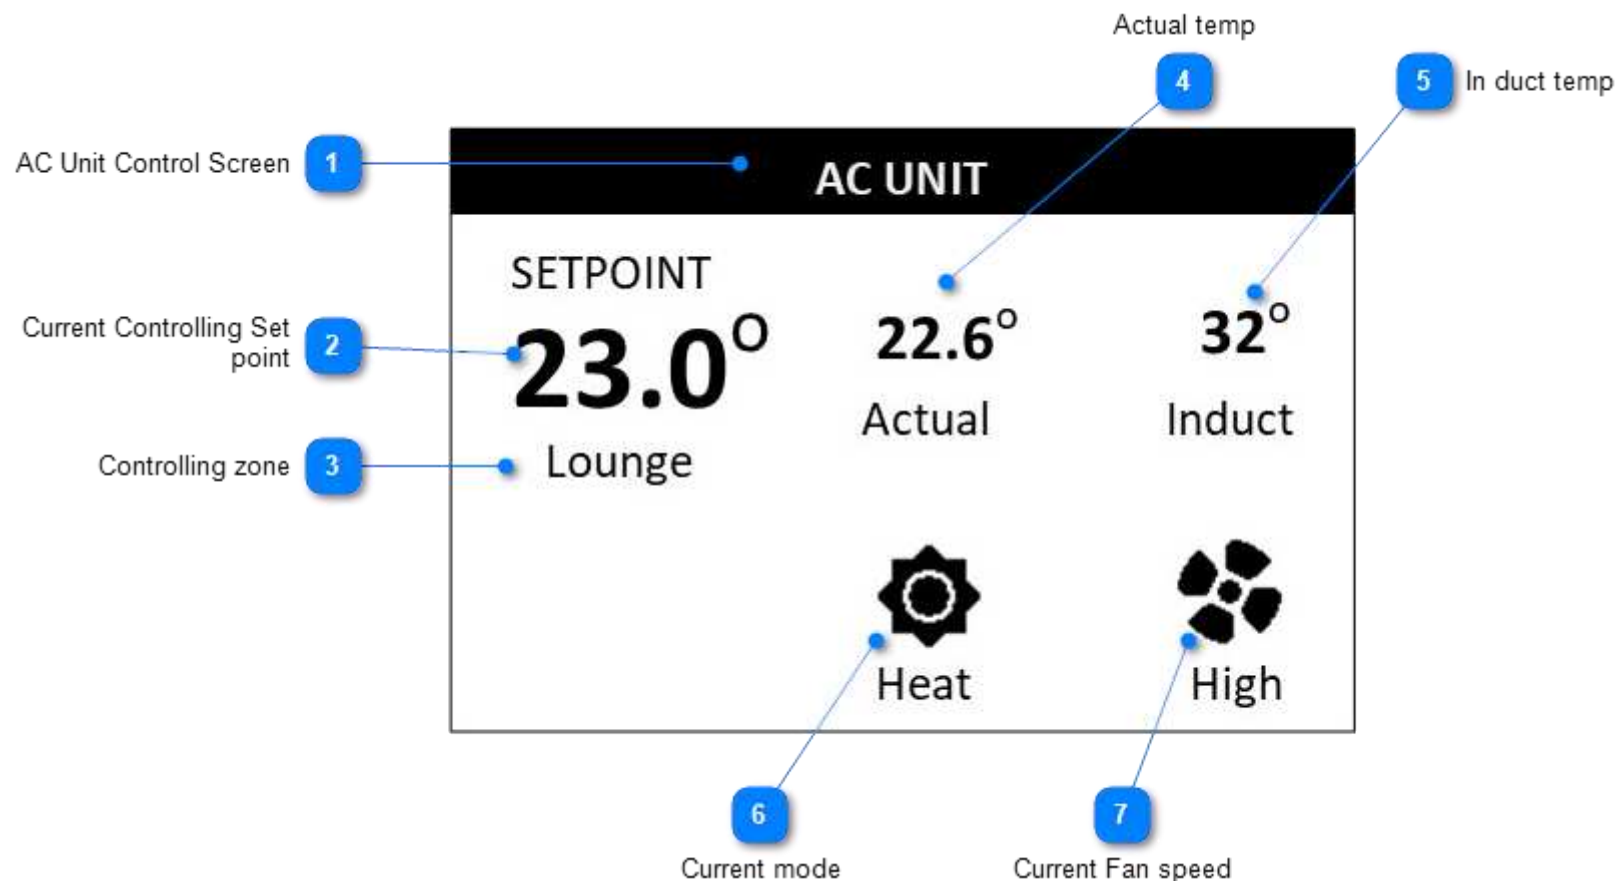 Actual temp
4
5 In duct temp
AC Unit Control Screen 1
AC UNIT
SETPOINT
Current Controlling Set
point
2
23.0°
22.6°
32°
Actual
Induct
Controlling zone 3
Lounge
Heat
High
6
7
Current mode
Current Fan speed